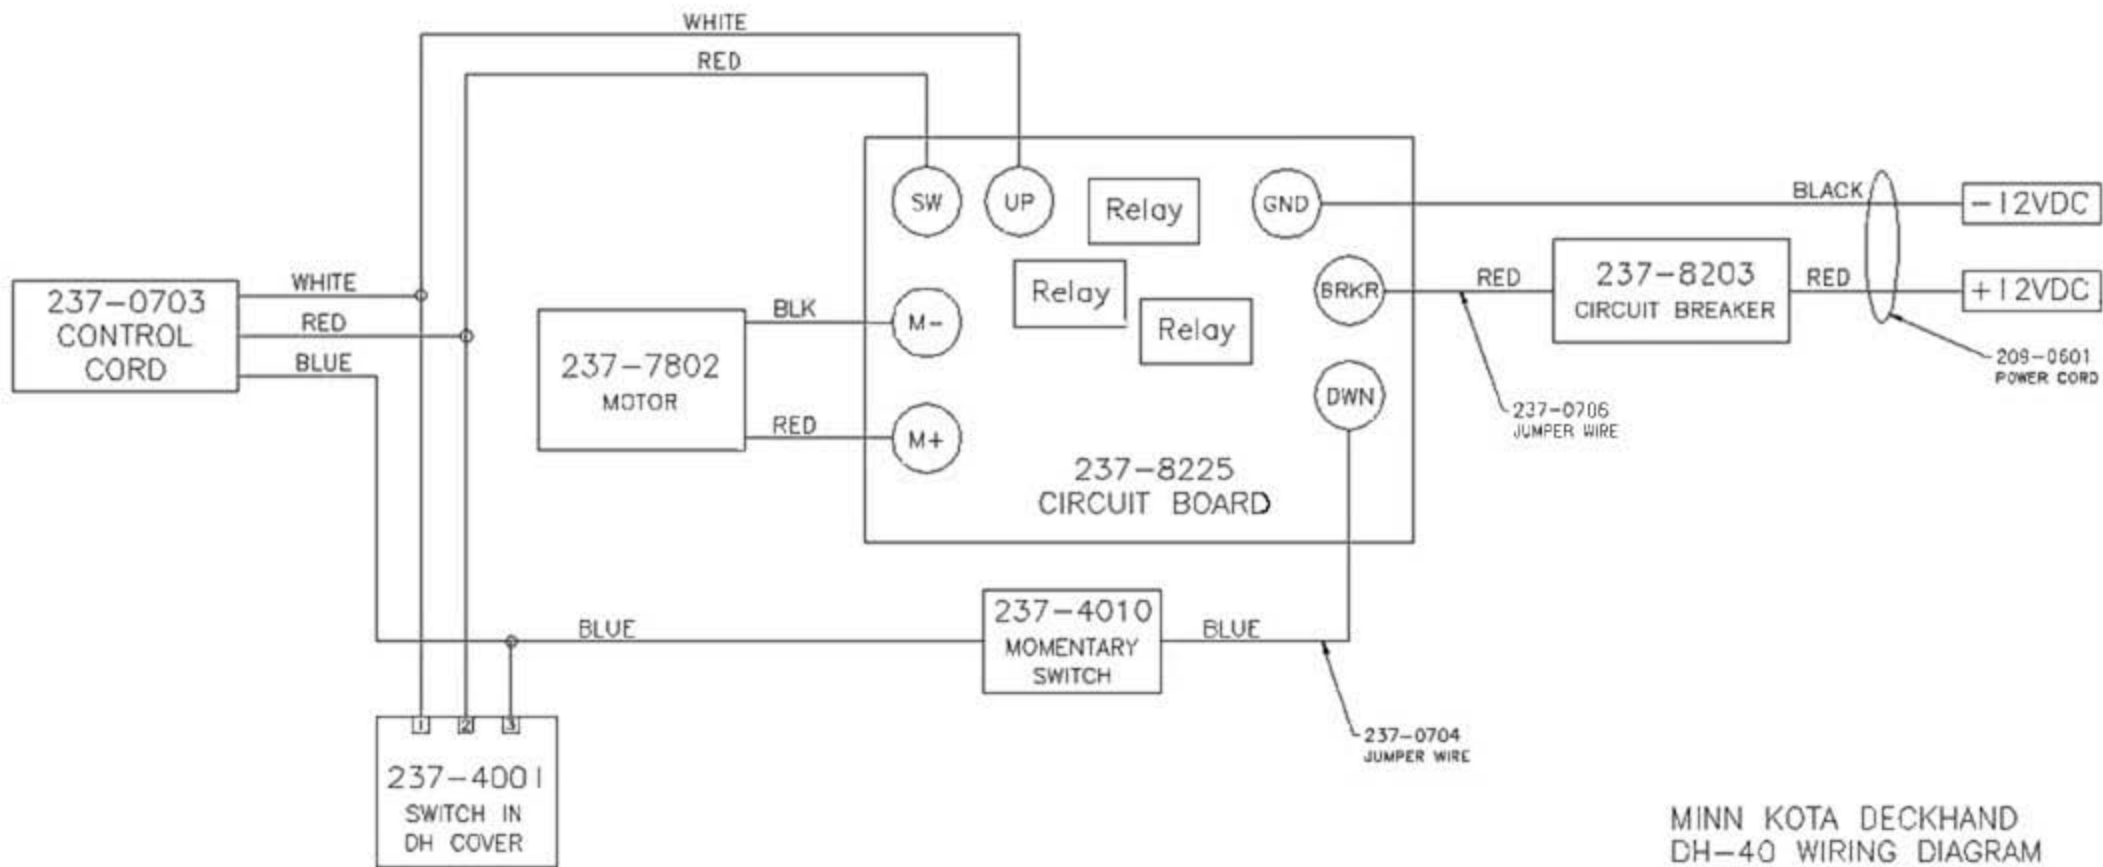 WHITE
RED
SW
UP
Relay
GND
BLACK
-12VDC
237-0703
CONTROL
CORD
WHITE
RED
BLUE
237-7802
MOTOR
BLK
RED
M-
M+
Relay
Relay
BRKR
DWN
RED
237-8203
CIRCUIT BREAKER
RED
+12VDC
209-0601
POWER CORD
237-0706
JUMPER WIRE
237-8225
CIRCUIT BOARD
BLUE
237-4010
MOMENTARY
SWITCH
BLUE
237-0704
JUMPER WIRE
1 2 3
237-4001
SWITCH IN
DH COVER
MINN KOTA DECKHAND
DH-40 WIRING DIAGRAM